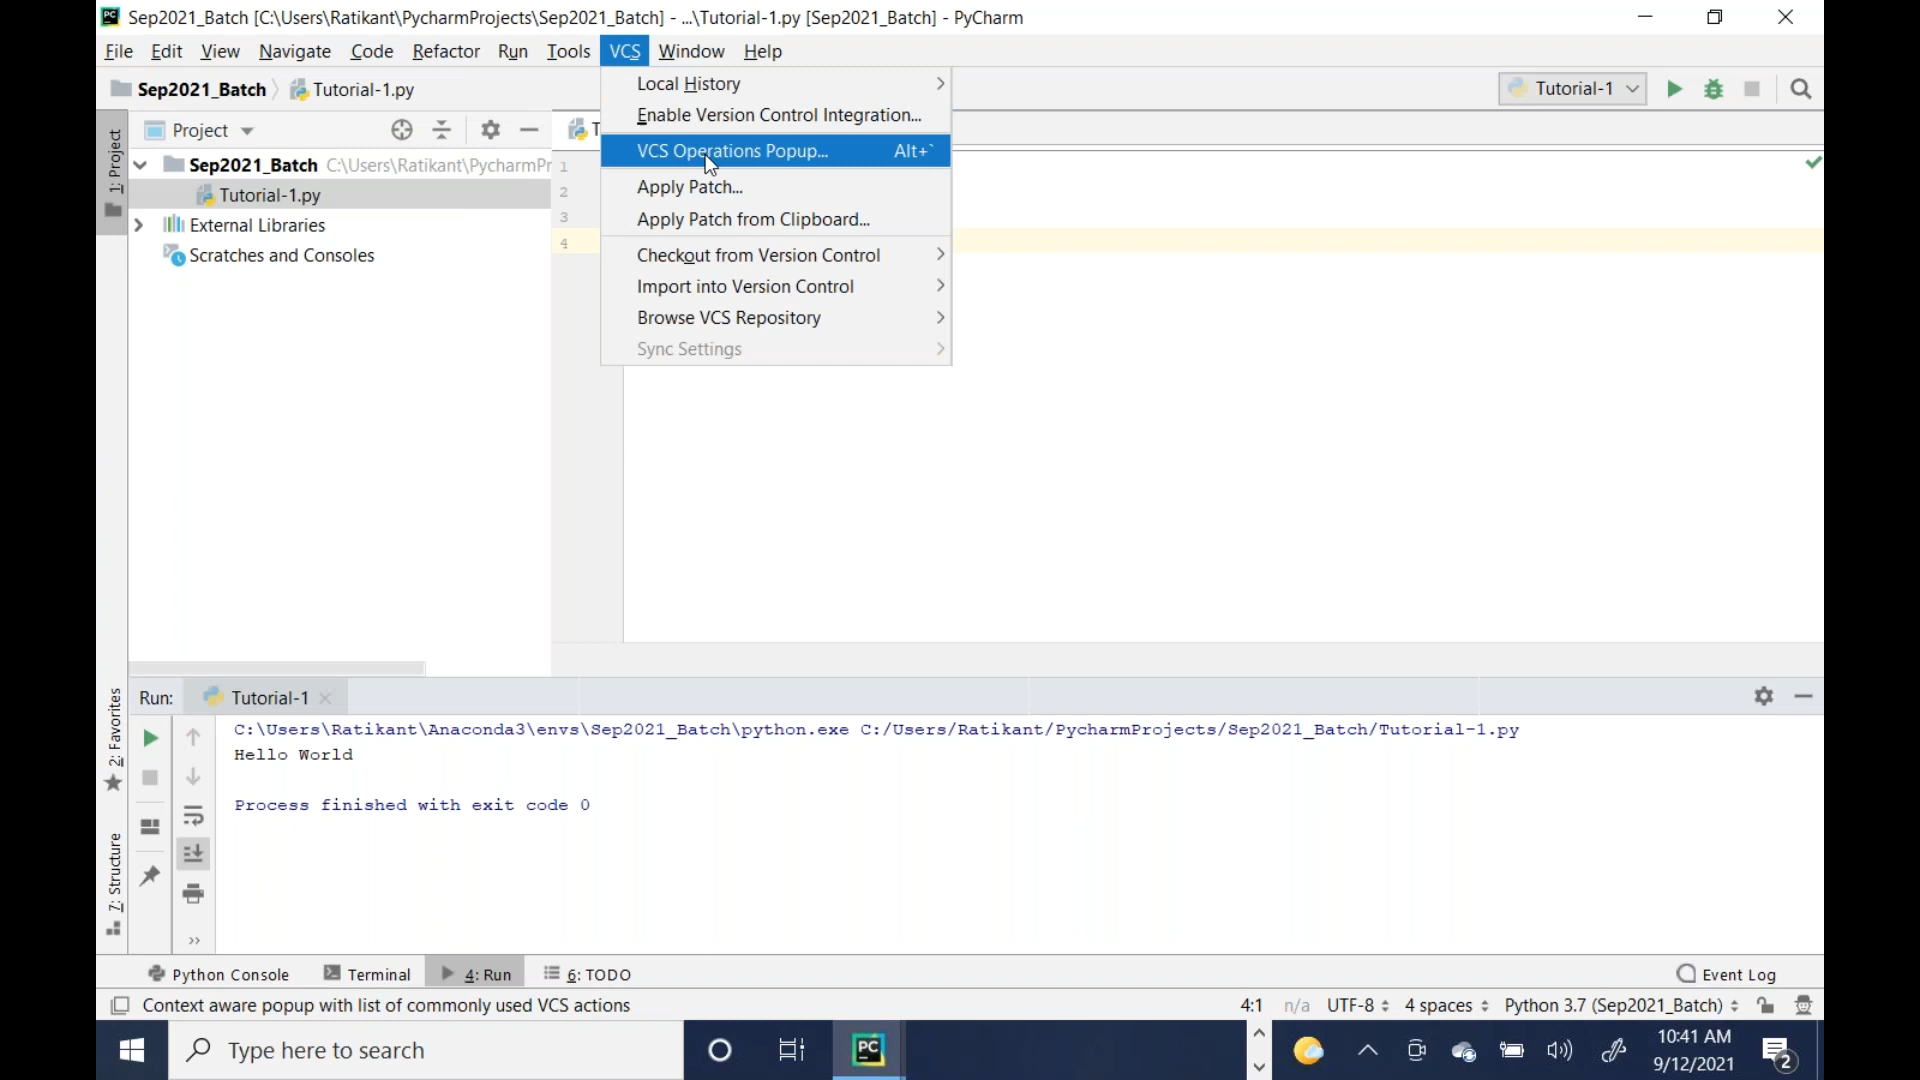 Sep2021_Batch [C:\Users\Ratikant\PycharmProjects\Sep2021_Batch] - ...\Tutorial-1.py [Sep2021_Batch] - PyCharm
File Edit View Navigate Code Refactor Run Tools VCS Window Help
Sep2021_Batch Tutorial-1.py
Tutorial-1
Local History
Enable Version Control Integration...
VCS Operations Popup... Alt+`
Apply Patch...
Apply Patch from Clipboard...
Checkout from Version Control
Import into Version Control
Browse VCS Repository
Sync Settings
1: Project
Project
Sep2021_Batch C:\Users\Ratikant\PycharmPr
Tutorial-1.py
External Libraries
Scratches and Consoles
T
1
2
3
4
2: Favorites
7: Structure
Run: Tutorial-1
C:\Users\Ratikant\Anaconda3\envs\Sep2021_Batch\python.exe C:/Users/Ratikant/PycharmProjects/Sep2021_Batch/Tutorial-1.py
Hello World
Process finished with exit code 0
Python Console Terminal 4: Run 6: TODO Event Log
Context aware popup with list of commonly used VCS actions 4:1 n/a UTF-8 4 spaces Python 3.7 (Sep2021_Batch)
Type here to search
PC
10:41 AM
9/12/2021
2